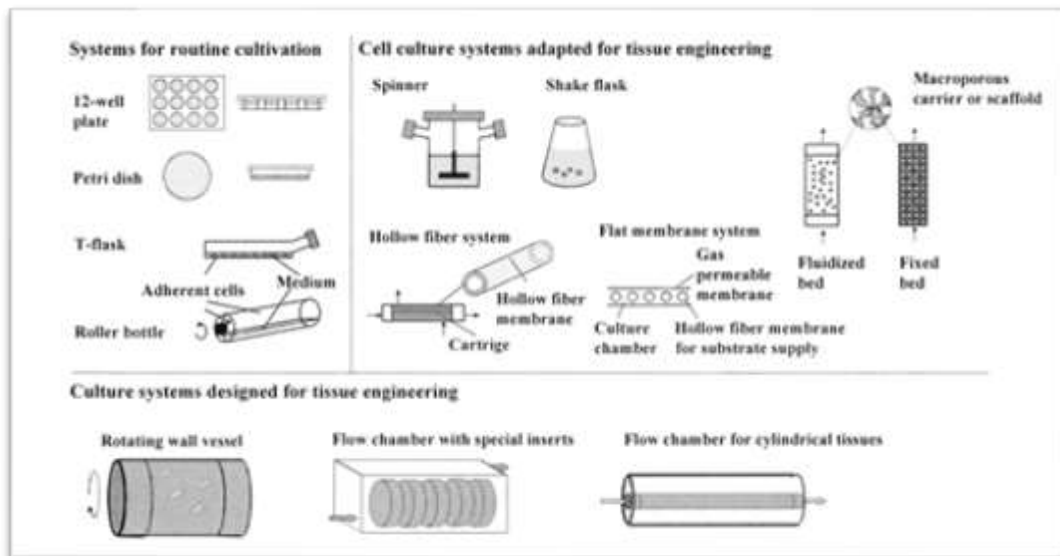 Systems for routine cultivation
12-well
plate
Petri dish
T-flask
Adherent cells
Medium
Roller bottle
Cell culture systems adapted for tissue engineering
Spinner
Shake flask
Macroporous
carrier or scaffold
Fluidized
bed
Fixed
bed
Hollow fiber system
Hollow fiber
membrane
Cartrige
Flat membrane system
Gas
permeable
membrane
Culture
chamber
Hollow fiber membrane
for substrate supply
Culture systems designed for tissue engineering
Rotating wall vessel
Flow chamber with special inserts
Flow chamber for cylindrical tissues